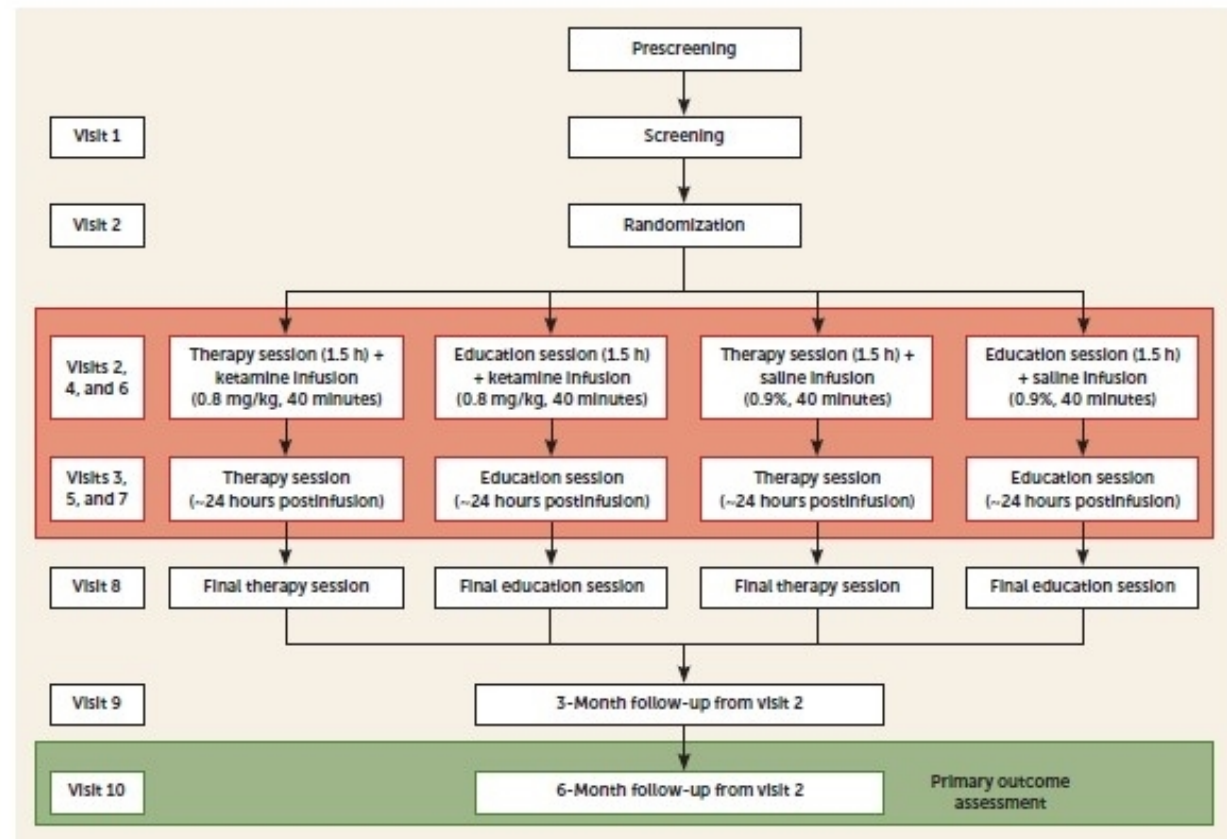 Prescreening
Visit 1
Screening
Visit 2
Randomization
Visits 2,
4, and 6
Therapy session (1.5 h) +
ketamine infusion
(0.8 mg/kg, 40 minutes)
Education session (1.5 h)
+ ketamine infusion
(0.8 mg/kg, 40 minutes)
Therapy session (1.5 h) +
saline infusion
(0.9%, 40 minutes)
Education session (1.5 h)
+ saline infusion
(0.9%, 40 minutes)
Visits 3,
5, and 7
Therapy session
(~24 hours postinfusion)
Education session
(~24 hours postinfusion)
Therapy session
(~24 hours postinfusion)
Education session
(~24 hours postinfusion)
Visit 8
Final therapy session
Final education session
Final therapy session
Final education session
Visit 9
3-Month follow-up from visit 2
Visit 10
6-Month follow-up from visit 2
Primary outcome
assessment